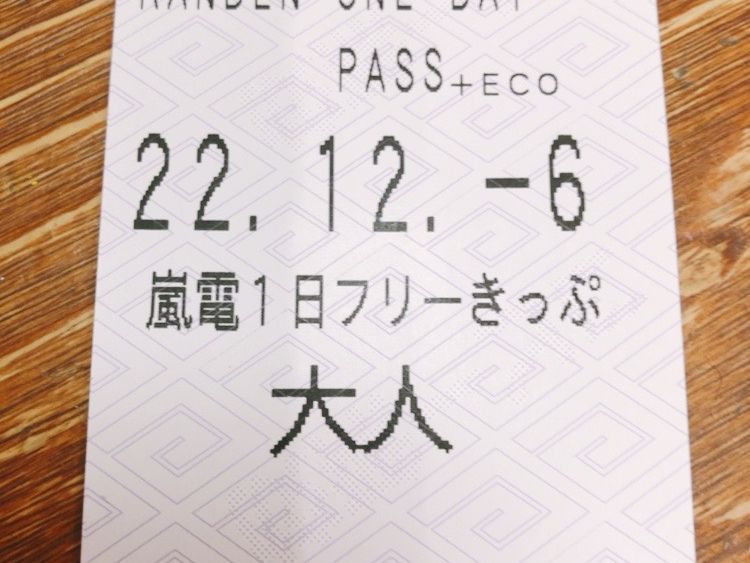 RANDEN ONE DAY
PASS+ECO
22.12.-6
嵐電1日フリーきっぷ
大人